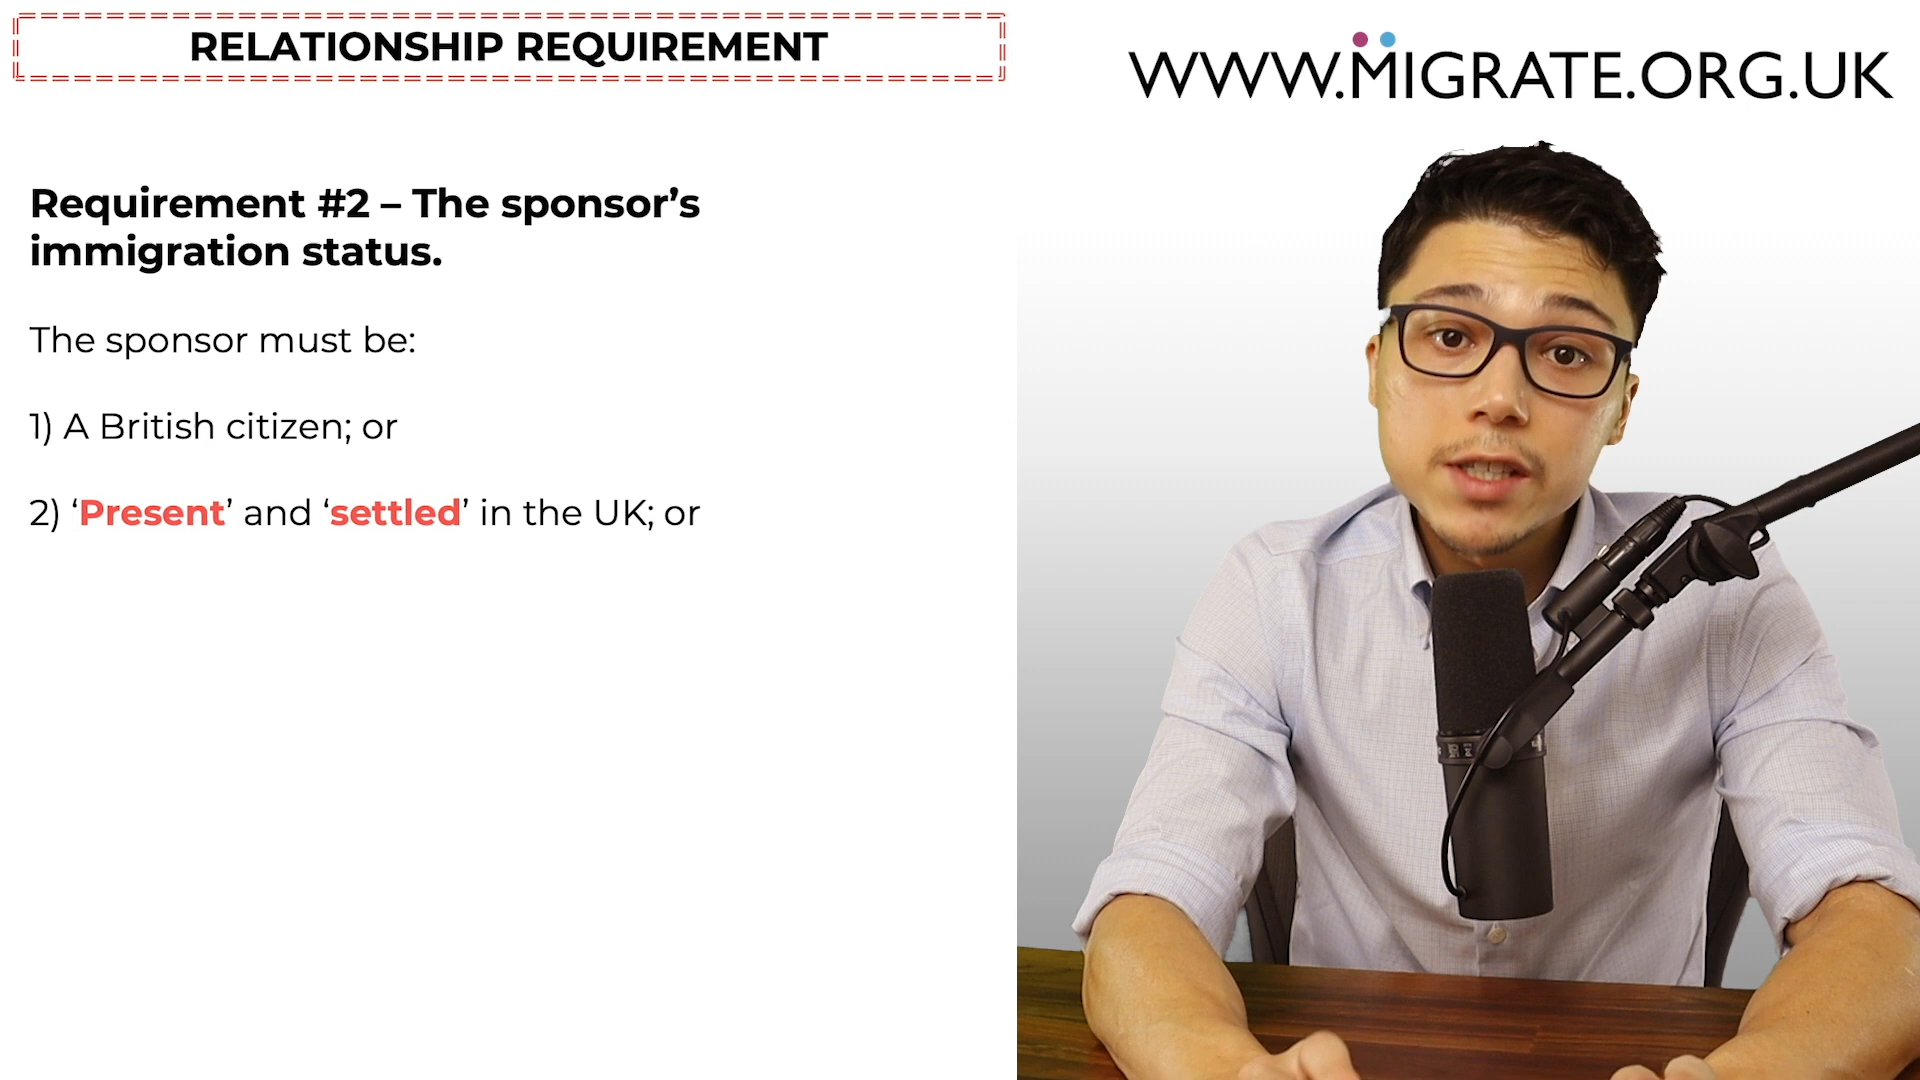 RELATIONSHIP REQUIREMENT
WWW.MIGRATE.ORG.UK
Requirement #2 – The sponsor’s
immigration status.
The sponsor must be:
1) A British citizen; or
2) ‘Present’ and ‘settled’ in the UK; or